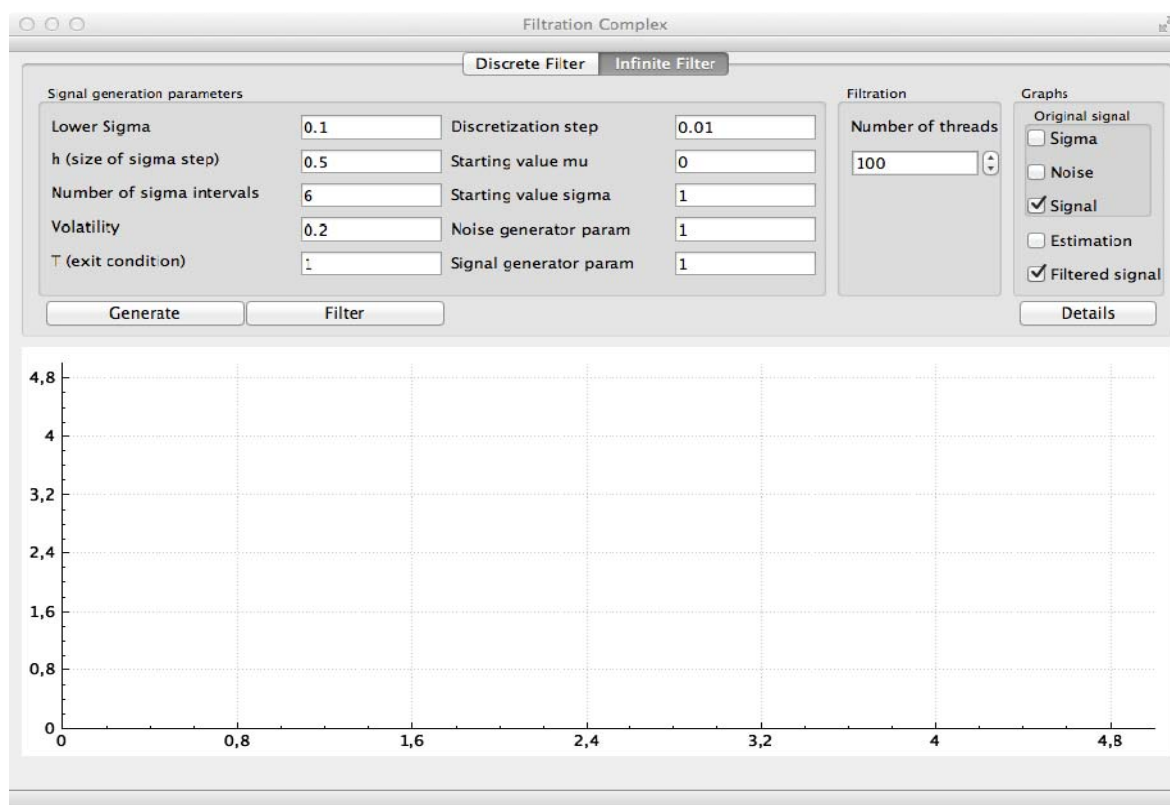 Filtration Complex
Discrete Filter Infinite Filter
Signal generation parameters
Lower Sigma 0.1 Discretization step 0.01
h (size of sigma step) 0.5 Starting value mu 0
Number of sigma intervals 6 Starting value sigma 1
Volatility 0.2 Noise generator param 1
T (exit condition) 1 Signal generator param 1
Filtration
Number of threads
100
Graphs
Original signal
Sigma
Noise
Signal
Estimation
Filtered signal
Generate Filter Details
4,8
4
3,2
2,4
1,6
0,8
0
0 0,8 1,6 2,4 3,2 4 4,8